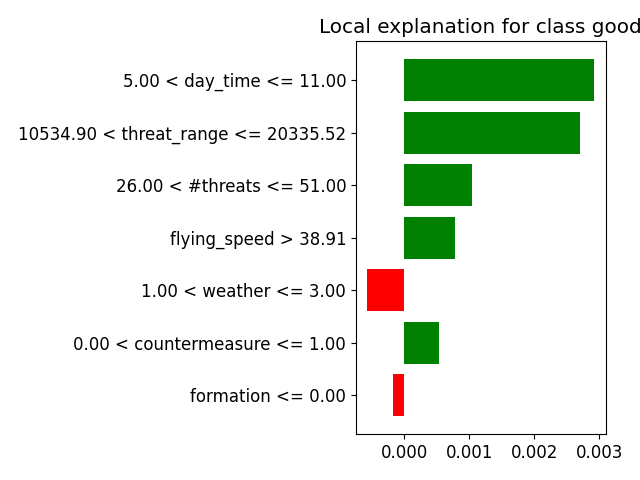 Local explanation for class good
5.00 < day_time <= 11.00
10534.90 < threat_range <= 20335.52
26.00 < #threats <= 51.00
flying_speed > 38.91
1.00 < weather <= 3.00
0.00 < countermeasure <= 1.00
formation <= 0.00
0.000 0.001 0.002 0.003